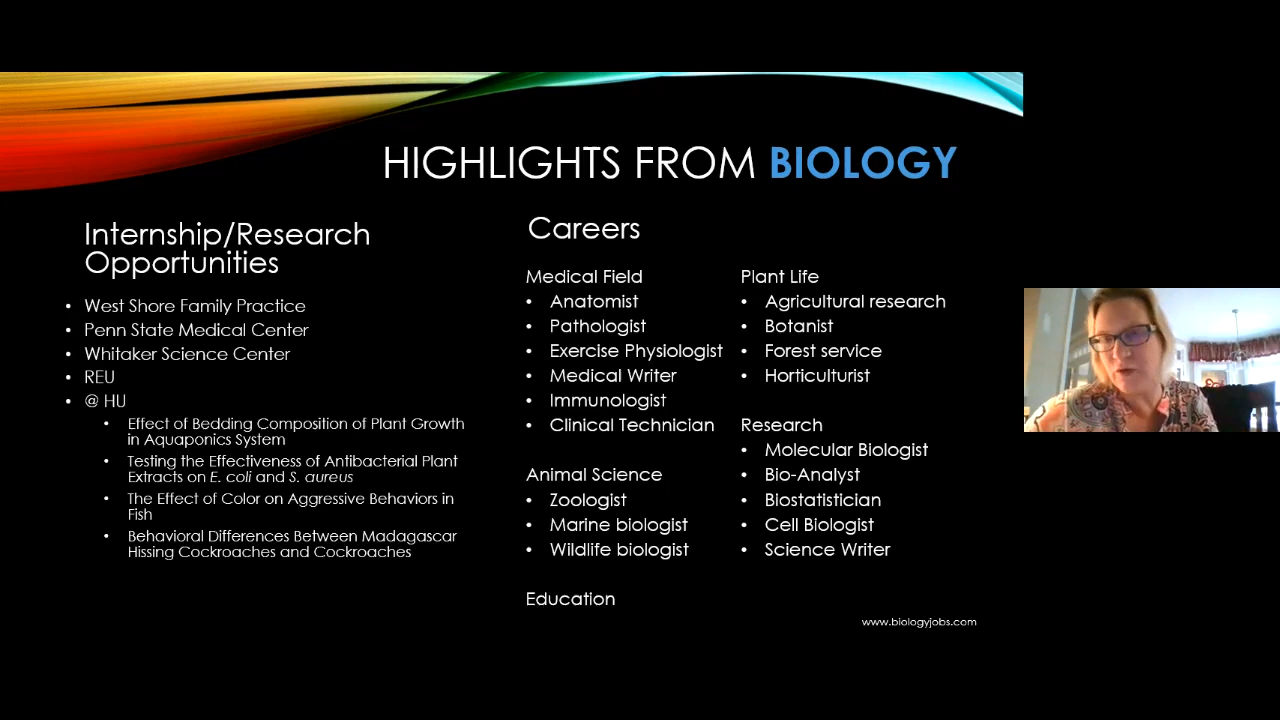 HIGHLIGHTS FROM BIOLOGY
Internship/Research
Opportunities
• West Shore Family Practice
• Penn State Medical Center
• Whitaker Science Center
• REU
• @ HU
• Effect of Bedding Composition of Plant Growth
in Aquaponics System
• Testing the Effectiveness of Antibacterial Plant
Extracts on E. coli and S. aureus
• The Effect of Color on Aggressive Behaviors in
Fish
• Behavioral Differences Between Madagascar
Hissing Cockroaches and Cockroaches
Careers
Medical Field
• Anatomist
• Pathologist
• Exercise Physiologist
• Medical Writer
• Immunologist
• Clinical Technician
Animal Science
• Zoologist
• Marine biologist
• Wildlife biologist
Education
Plant Life
• Agricultural research
• Botanist
• Forest service
• Horticulturist
Research
• Molecular Biologist
• Bio-Analyst
• Biostatistician
• Cell Biologist
• Science Writer
www.biologyjobs.com